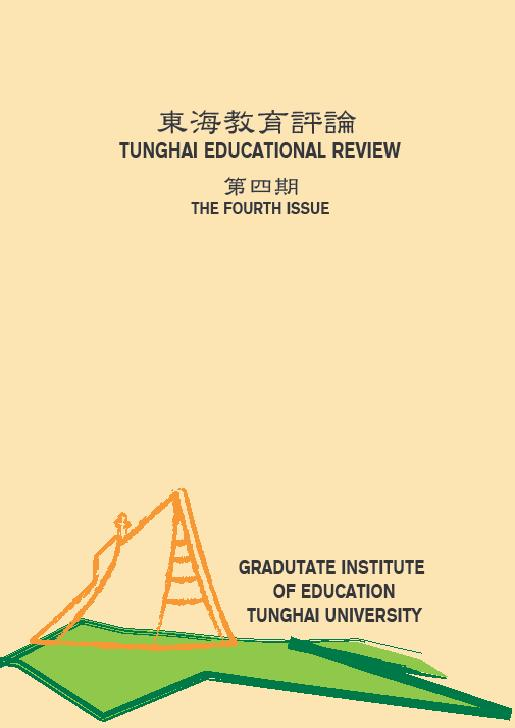 東海教育評論
TUNGHAI EDUCATIONAL REVIEW
第四期
THE FOURTH ISSUE
GRADUTATE INSTITUTE
OF EDUCATION
TUNGHAI UNIVERSITY